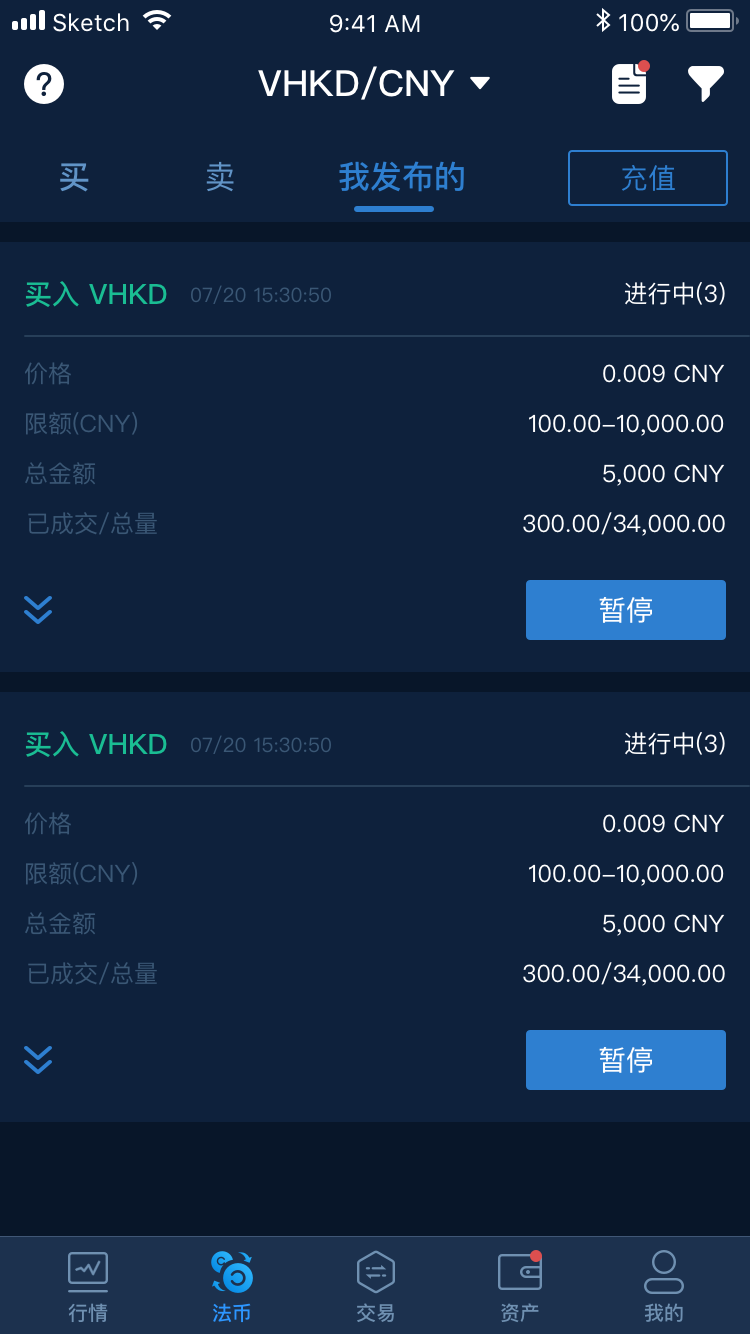 Sketch 9:41 AM 100%
? VHKD/CNY
买 卖 我发布的 充值
买入 VHKD 07/20 15:30:50 进行中(3)
价格 0.009 CNY
限额(CNY) 100.00–10,000.00
总金额 5,000 CNY
已成交/总量 300.00/34,000.00
暂停
买入 VHKD 07/20 15:30:50 进行中(3)
价格 0.009 CNY
限额(CNY) 100.00–10,000.00
总金额 5,000 CNY
已成交/总量 300.00/34,000.00
暂停
行情 法币 交易 资产 我的